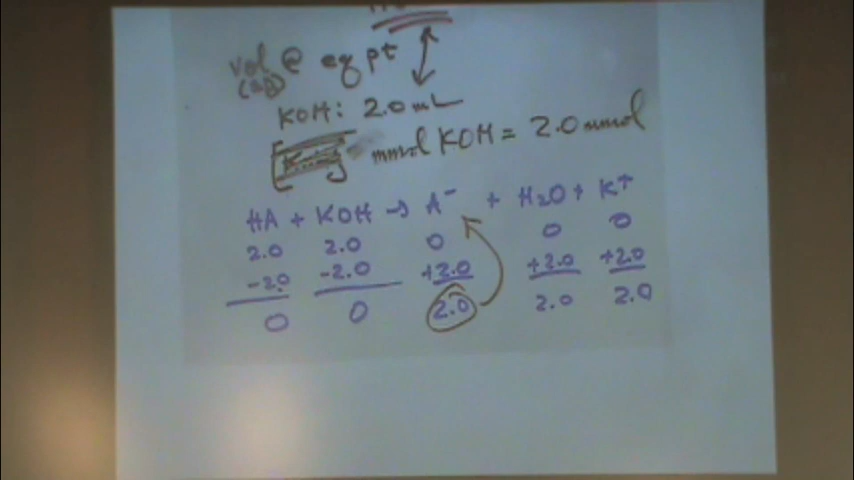 vol @ eq pt
KOH: 2.0 mL
mmol KOH = 2.0 mmol
HA + KOH → A⁻ + H₂O + K⁺
2.0 2.0 0 0 0
-2.0 -2.0 +2.0 +2.0 +2.0
0 0 2.0 2.0 2.0